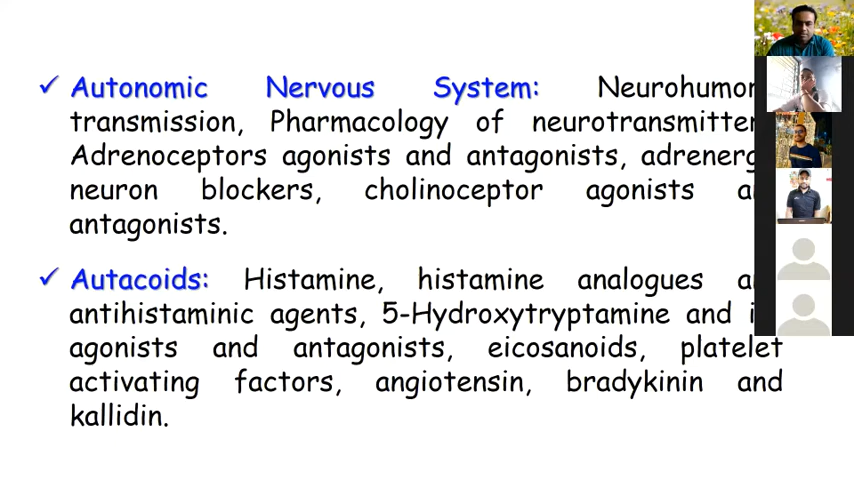 ✓ Autonomic Nervous System: Neurohumor
transmission, Pharmacology of neurotransmitter
Adrenoceptors agonists and antagonists, adrenerg
neuron blockers, cholinoceptor agonists a
antagonists.
✓ Autacoids: Histamine, histamine analogues a
antihistaminic agents, 5-Hydroxytryptamine and i
agonists and antagonists, eicosanoids, platelet
activating factors, angiotensin, bradykinin and
kallidin.